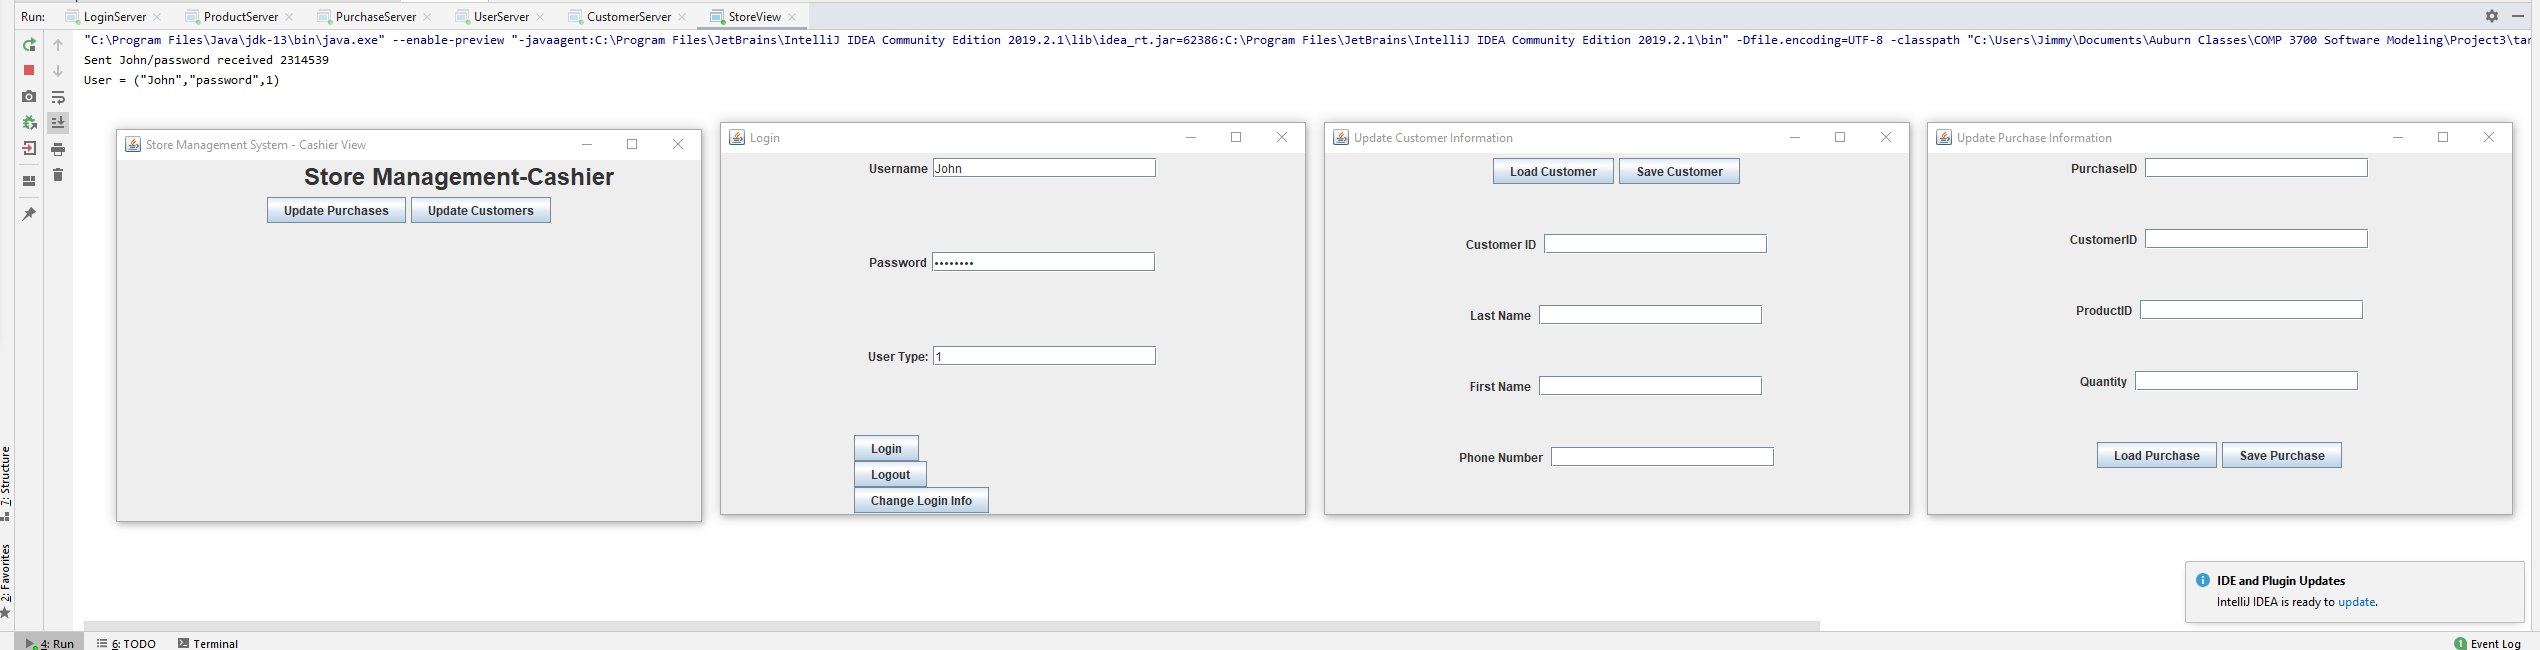 Run: LoginServer ProductServer PurchaseServer UserServer CustomerServer StoreView
"C:\Program Files\Java\jdk-13\bin\java.exe" --enable-preview "-javaagent:C:\Program Files\JetBrains\IntelliJ IDEA Community Edition 2019.2.1\lib\idea_rt.jar=62386:C:\Program Files\JetBrains\IntelliJ IDEA Community Edition 2019.2.1\bin" -Dfile.encoding=UTF-8 -classpath "C:\Users\Jimmy\Documents\Auburn Classes\COMP 3700 Software Modeling\Project3\tar
Sent John/password received 2314539
User = ("John","password",1)
Store Management System - Cashier View
Store Management-Cashier
Update Purchases Update Customers
Login
Username John
Password ••••••••
User Type: 1
Login
Logout
Change Login Info
Update Customer Information
Load Customer Save Customer
Customer ID
Last Name
First Name
Phone Number
Update Purchase Information
PurchaseID
CustomerID
ProductID
Quantity
Load Purchase Save Purchase
7: Structure
2: Favorites
IDE and Plugin Updates
IntelliJ IDEA is ready to update.
4: Run 6: TODO Terminal
1 Event Log